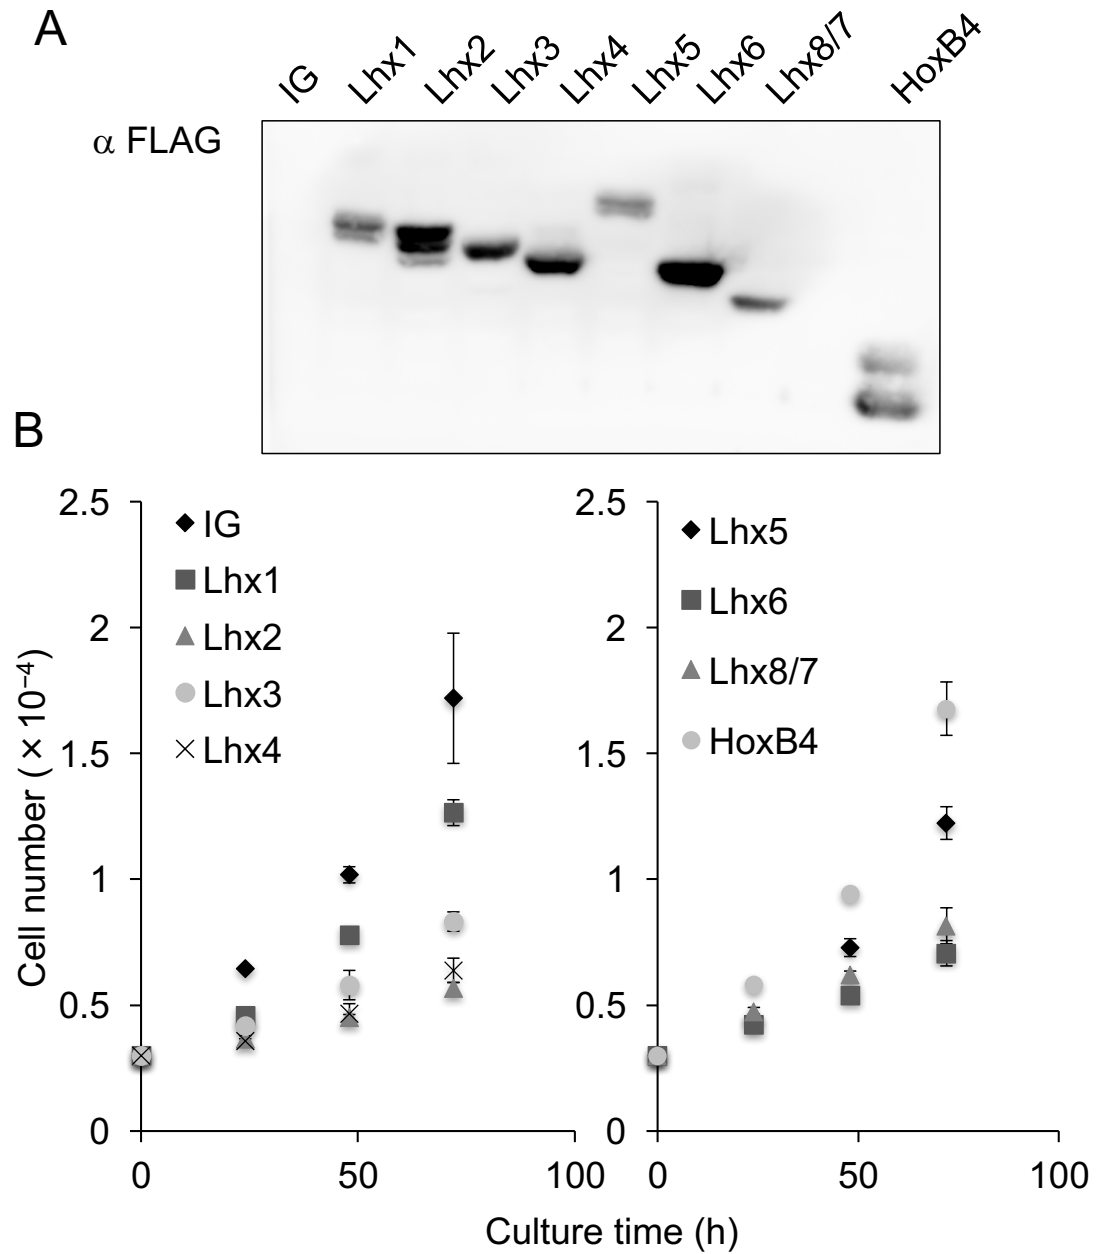 A
IG Lhx1 Lhx2 Lhx3 Lhx4 Lhx5 Lhx6 Lhx8/7 HoxB4
α FLAG
B
Cell number ( × 10⁻⁴)
2.5
2
1.5
1
0.5
0
0 50 100
IG
Lhx1
Lhx2
Lhx3
Lhx4
2.5
2
1.5
1
0.5
0
0 50 100
Lhx5
Lhx6
Lhx8/7
HoxB4
Culture time (h)